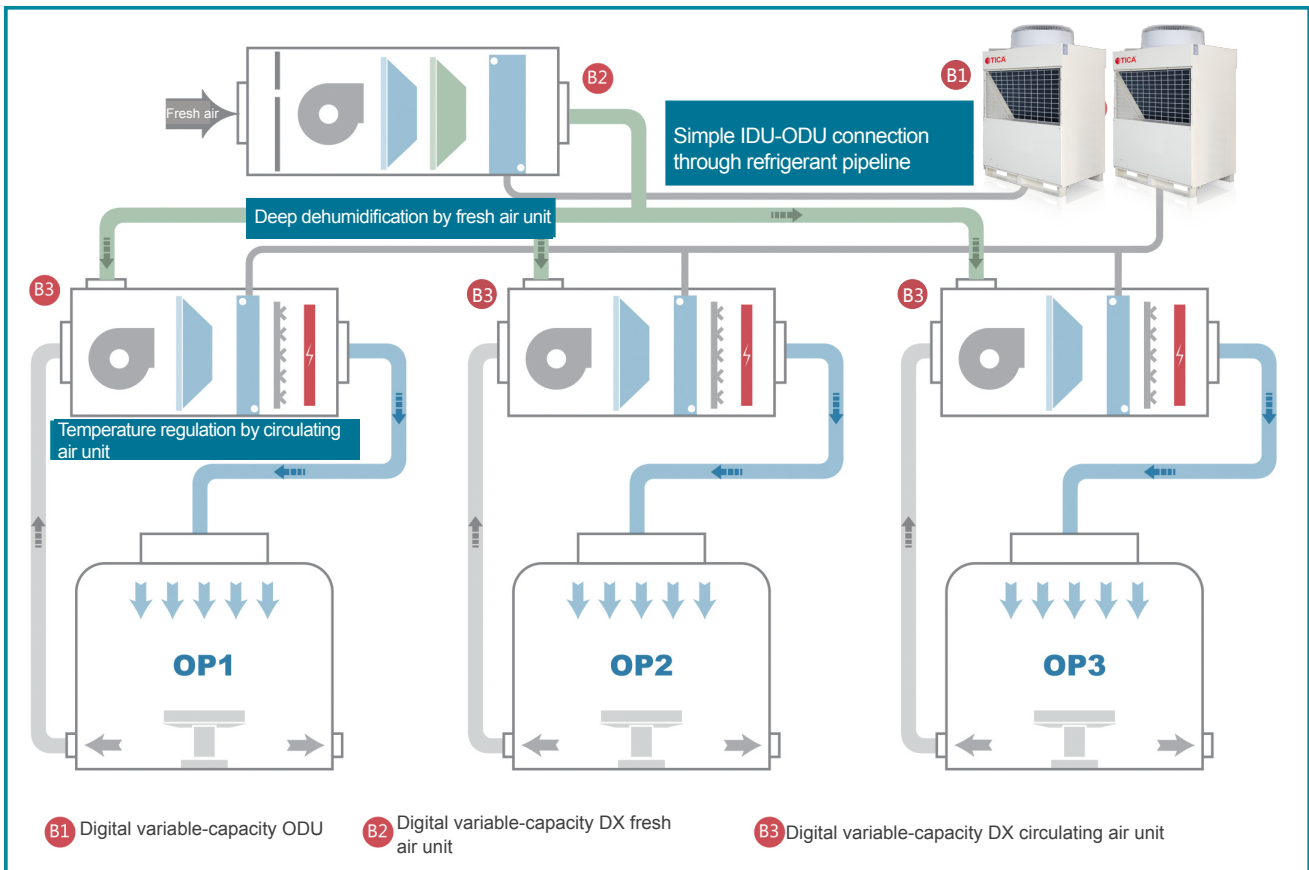 Fresh air
B2
B1
TICA
TICA
Simple IDU-ODU connection
through refrigerant pipeline
Deep dehumidification by fresh air unit
B3
B3
B3
Temperature regulation by circulating
air unit
OP1
OP2
OP3
B1 Digital variable-capacity ODU
B2 Digital variable-capacity DX fresh
air unit
B3 Digital variable-capacity DX circulating air unit